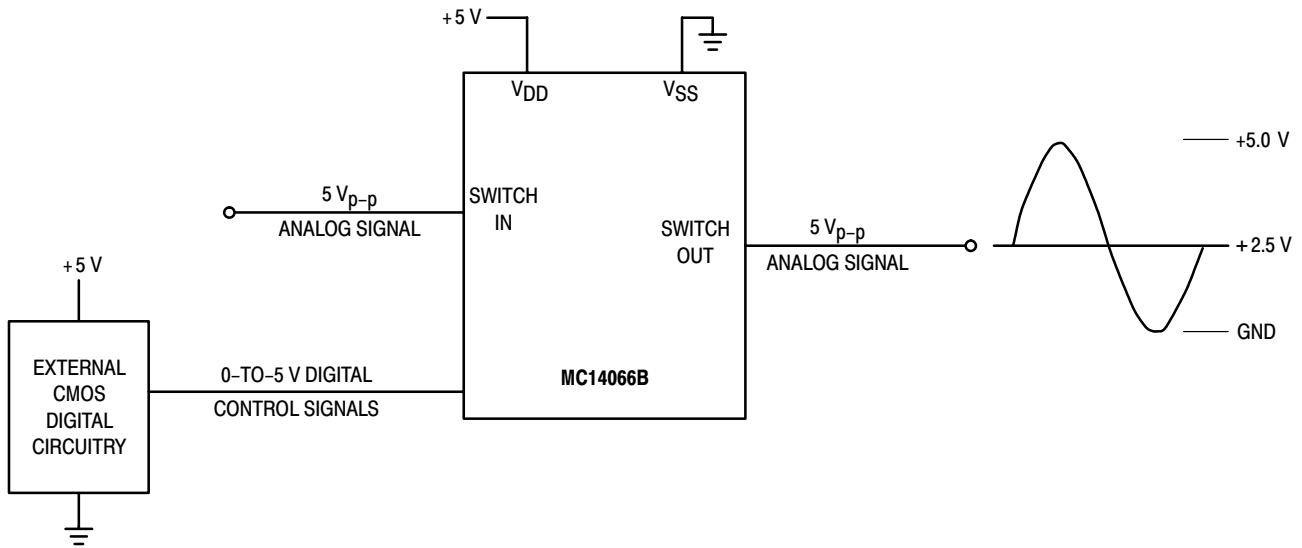 +5 V
VDD
VSS
+5.0 V
5 Vp–p
ANALOG SIGNAL
SWITCH
IN
SWITCH
OUT
5 Vp–p
ANALOG SIGNAL
+2.5 V
+5 V
GND
EXTERNAL
CMOS
DIGITAL
CIRCUITRY
0–TO–5 V DIGITAL
CONTROL SIGNALS
MC14066B